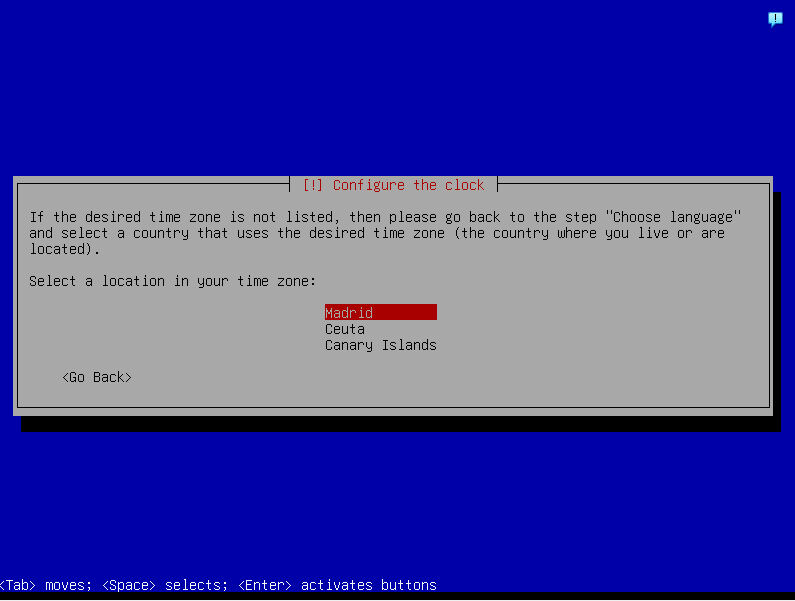 [!] Configure the clock
If the desired time zone is not listed, then please go back to the step "Choose language"
and select a country that uses the desired time zone (the country where you live or are
located).
Select a location in your time zone:
Madrid
Ceuta
Canary Islands
<Go Back>
<Tab> moves; <Space> selects; <Enter> activates buttons